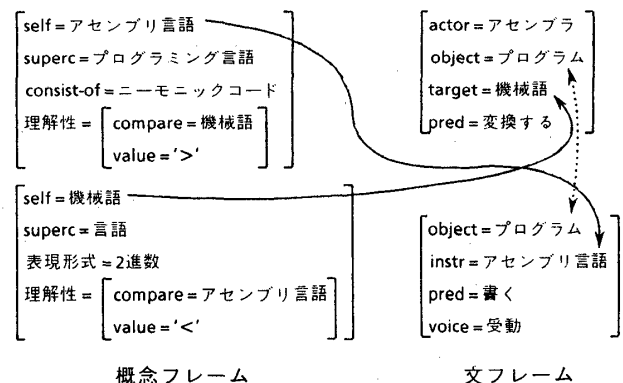 self=アセンブリ言語
superc=プログラミング言語
consist-of=ニーモニックコード
理解性= compare=機械語
value='>'
self=機械語
superc=言語
表現形式=2進数
理解性= compare=アセンブリ言語
value='<'
概念フレーム
actor=アセンブラ
object=プログラム
target=機械語
pred=変換する
object=プログラム
instr=アセンブリ言語
pred=書く
voice=受動
文フレーム